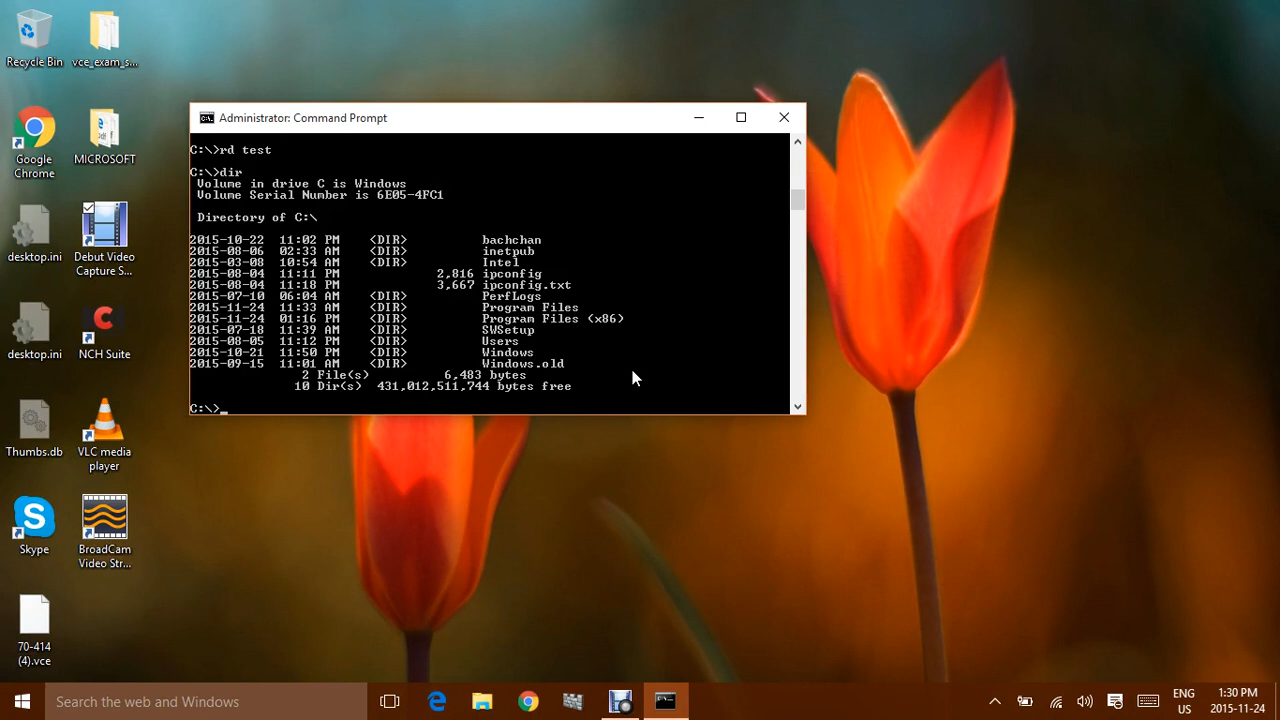 Recycle Bin
vce_exam_s...
Google
Chrome
MICROSOFT
desktop.ini
Debut Video
Capture S...
desktop.ini
NCH Suite
Thumbs.db
VLC media
player
Skype
BroadCam
Video Str...
70-414
(4).vce
Administrator: Command Prompt
C:\>rd test
C:\>dir
Volume in drive C is Windows
Volume Serial Number is 6E05-4FC1
Directory of C:\
2015-10-22  11:02 PM    <DIR>          bachchan
2015-08-06  02:33 AM    <DIR>          inetpub
2015-03-08  10:54 AM    <DIR>          Intel
2015-08-04  11:11 PM             2,816 ipconfig
2015-08-04  11:18 PM             3,667 ipconfig.txt
2015-07-10  06:04 AM    <DIR>          PerfLogs
2015-11-24  11:33 AM    <DIR>          Program Files
2015-11-24  01:16 PM    <DIR>          Program Files (x86)
2015-07-18  11:39 AM    <DIR>          SWSetup
2015-08-05  11:12 PM    <DIR>          Users
2015-10-21  11:50 PM    <DIR>          Windows
2015-09-15  11:01 AM    <DIR>          Windows.old
2 File(s)          6,483 bytes
10 Dir(s)  431,012,511,744 bytes free
C:\>_
Search the web and Windows
ENG
US
1:30 PM
2015-11-24